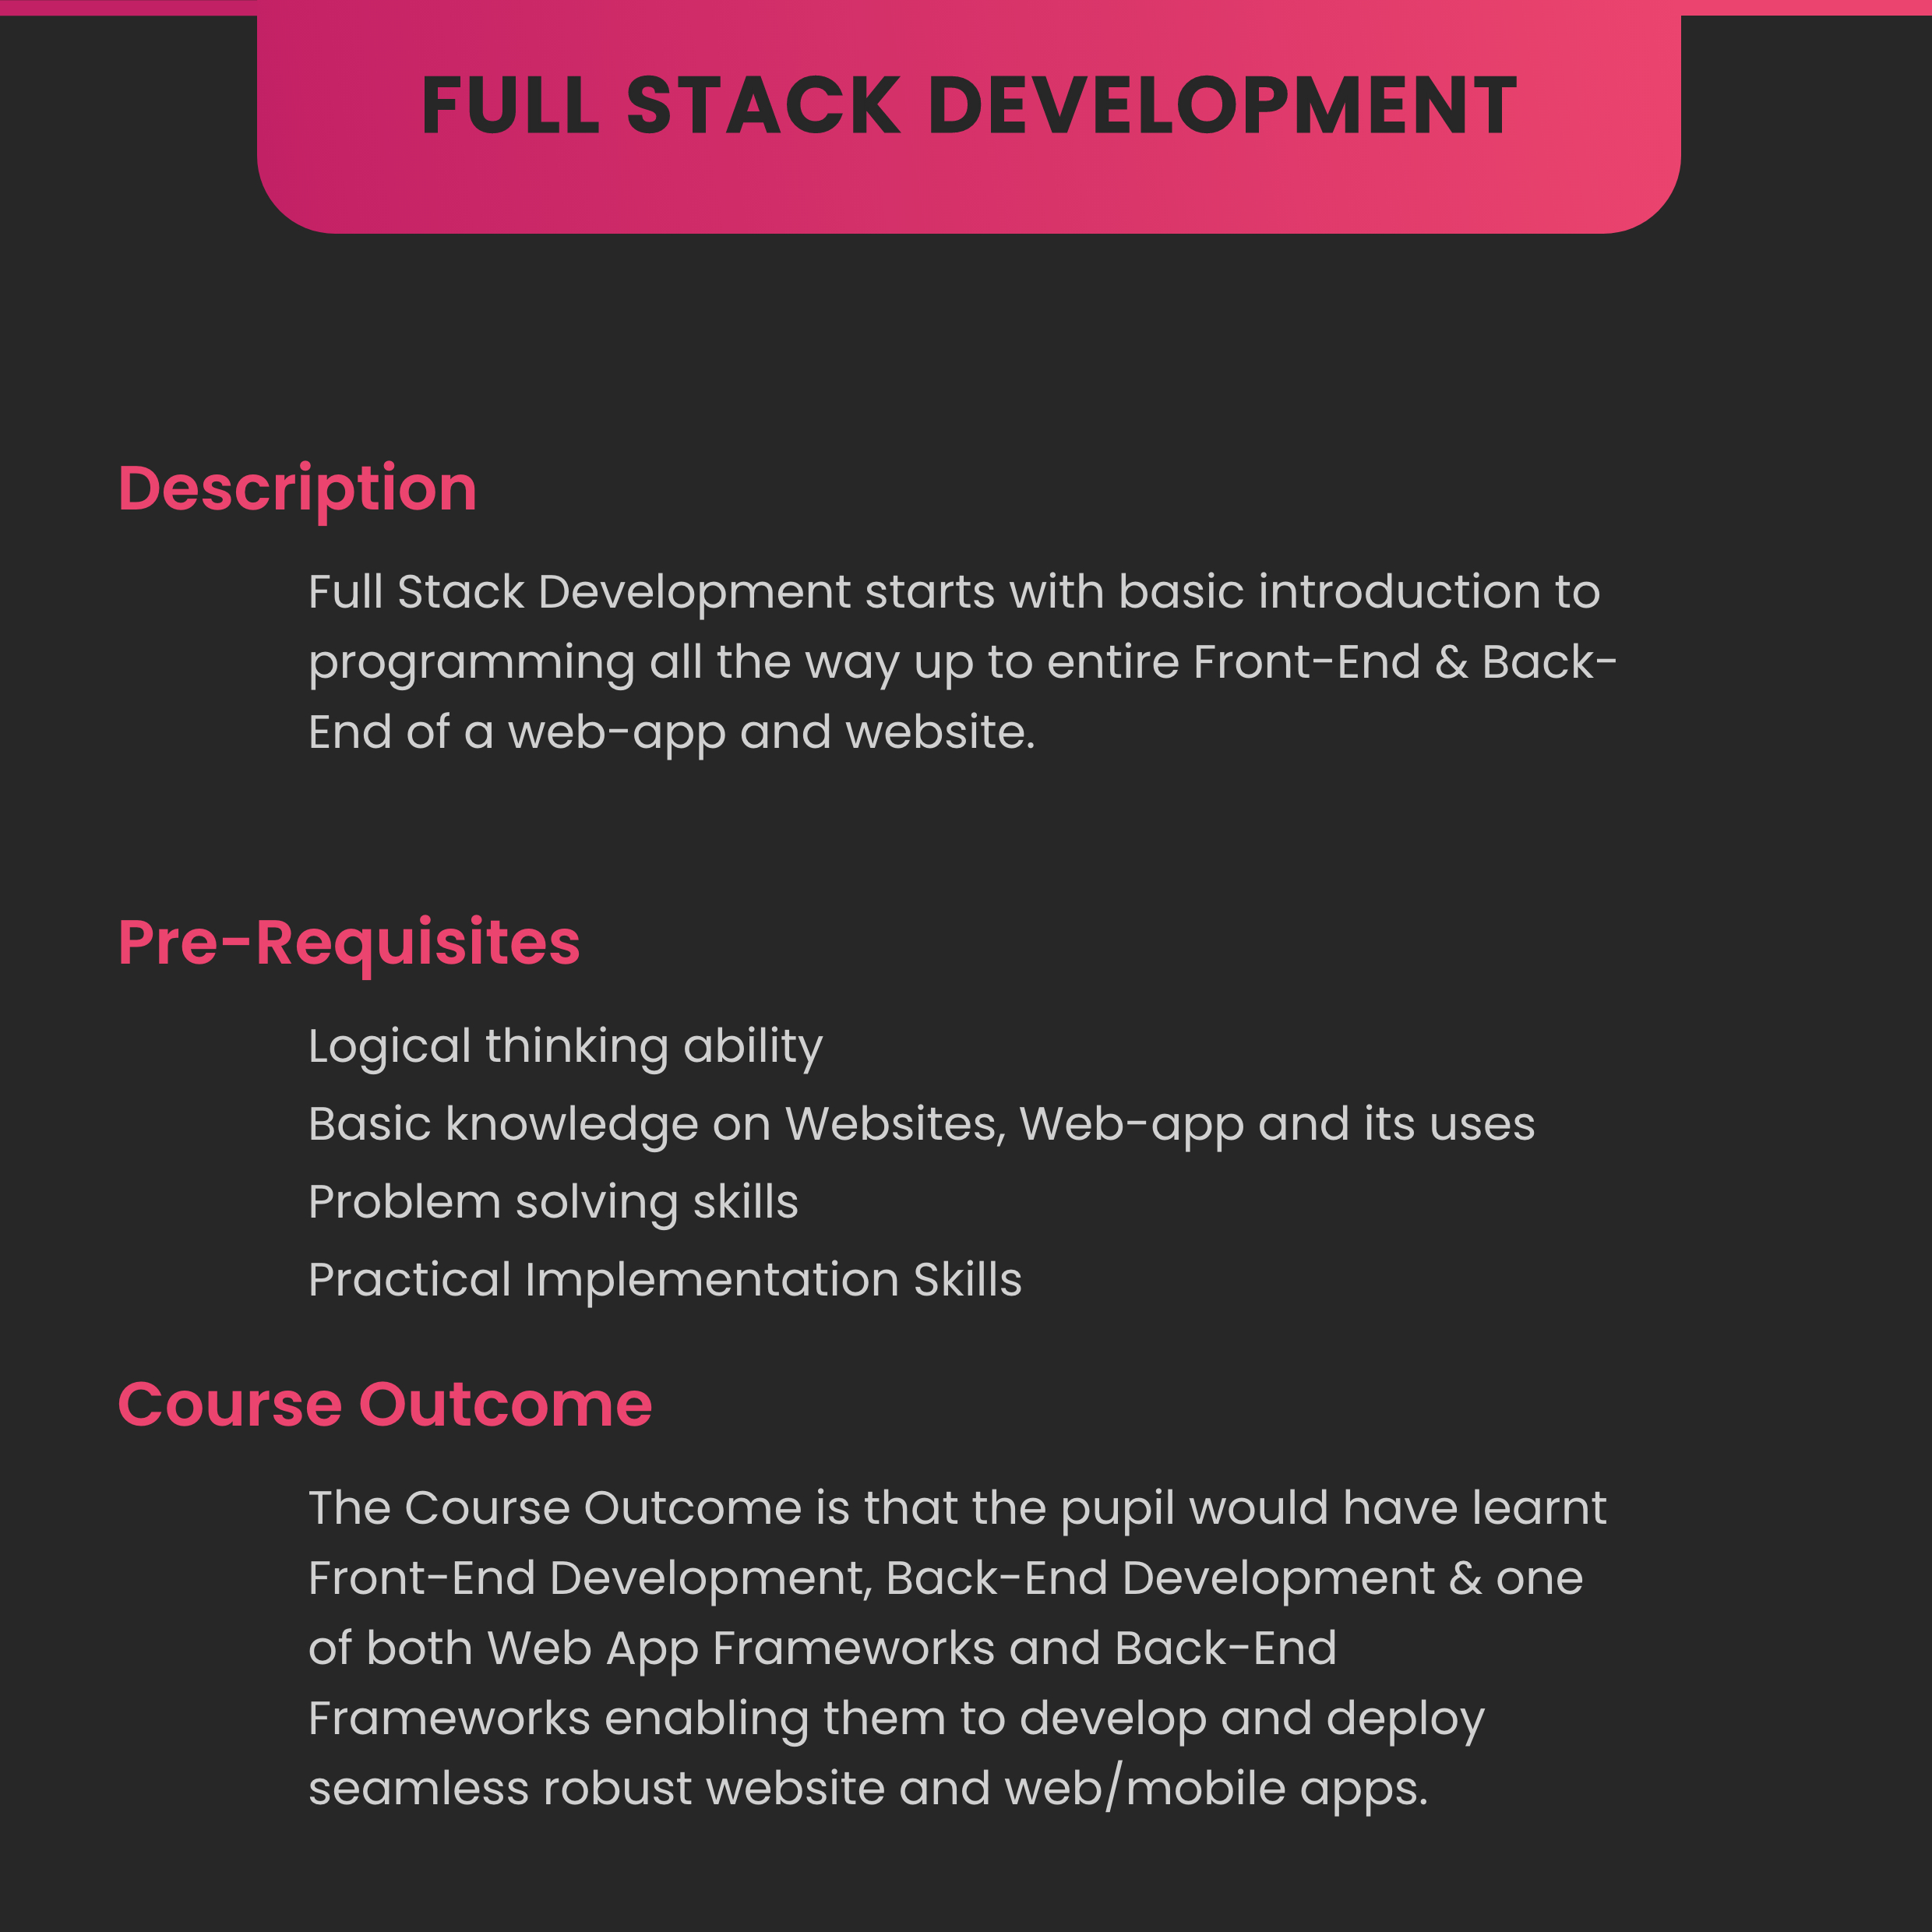 FULL STACK DEVELOPMENT
Description
Full Stack Development starts with basic introduction to
programming all the way up to entire Front-End & Back-
End of a web-app and website.
Pre-Requisites
Logical thinking ability
Basic knowledge on Websites, Web-app and its uses
Problem solving skills
Practical Implementation Skills
Course Outcome
The Course Outcome is that the pupil would have learnt
Front-End Development, Back-End Development & one
of both Web App Frameworks and Back-End
Frameworks enabling them to develop and deploy
seamless robust website and web/mobile apps.